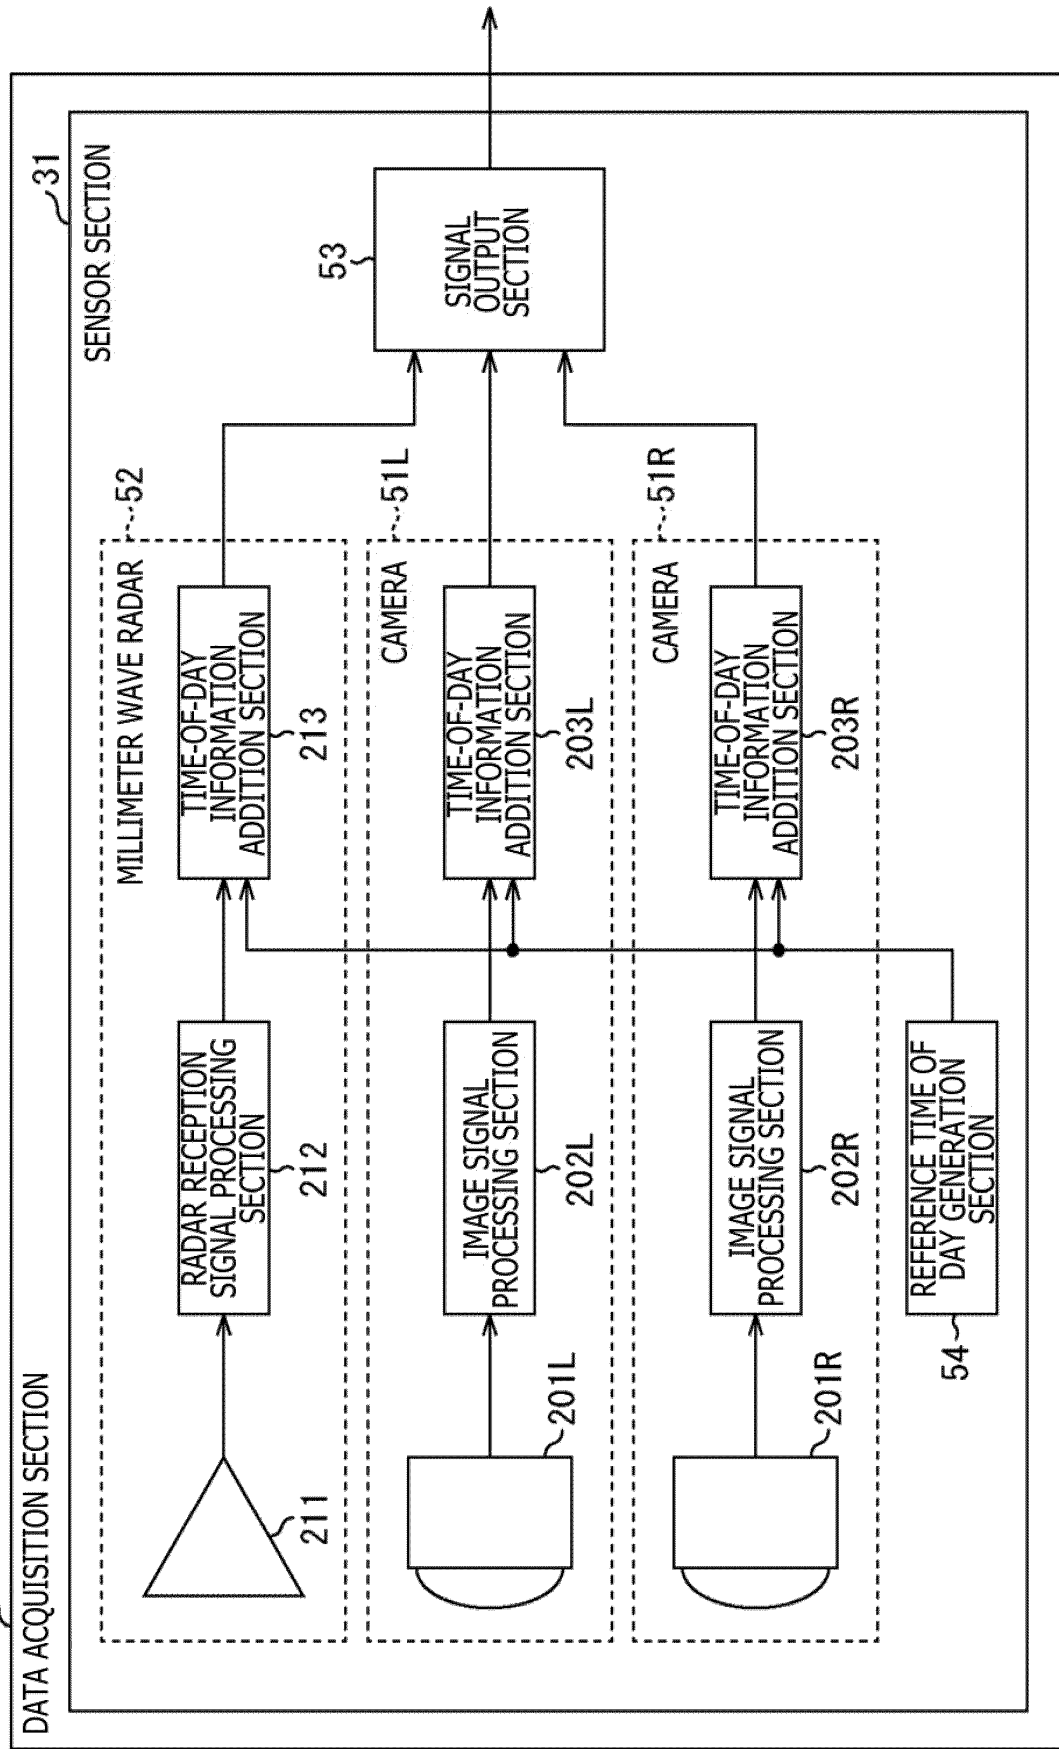 DATA ACQUISITION SECTION
31
SENSOR SECTION
MILLIMETER WAVE RADAR
52
211
RADAR RECEPTION
SIGNAL PROCESSING
SECTION
212
TIME-OF-DAY
INFORMATION
ADDITION SECTION
213
CAMERA
51L
201L
IMAGE SIGNAL
PROCESSING SECTION
202L
TIME-OF-DAY
INFORMATION
ADDITION SECTION
203L
CAMERA
51R
201R
IMAGE SIGNAL
PROCESSING SECTION
202R
TIME-OF-DAY
INFORMATION
ADDITION SECTION
203R
54
REFERENCE TIME OF
DAY GENERATION
SECTION
53
SIGNAL
OUTPUT
SECTION